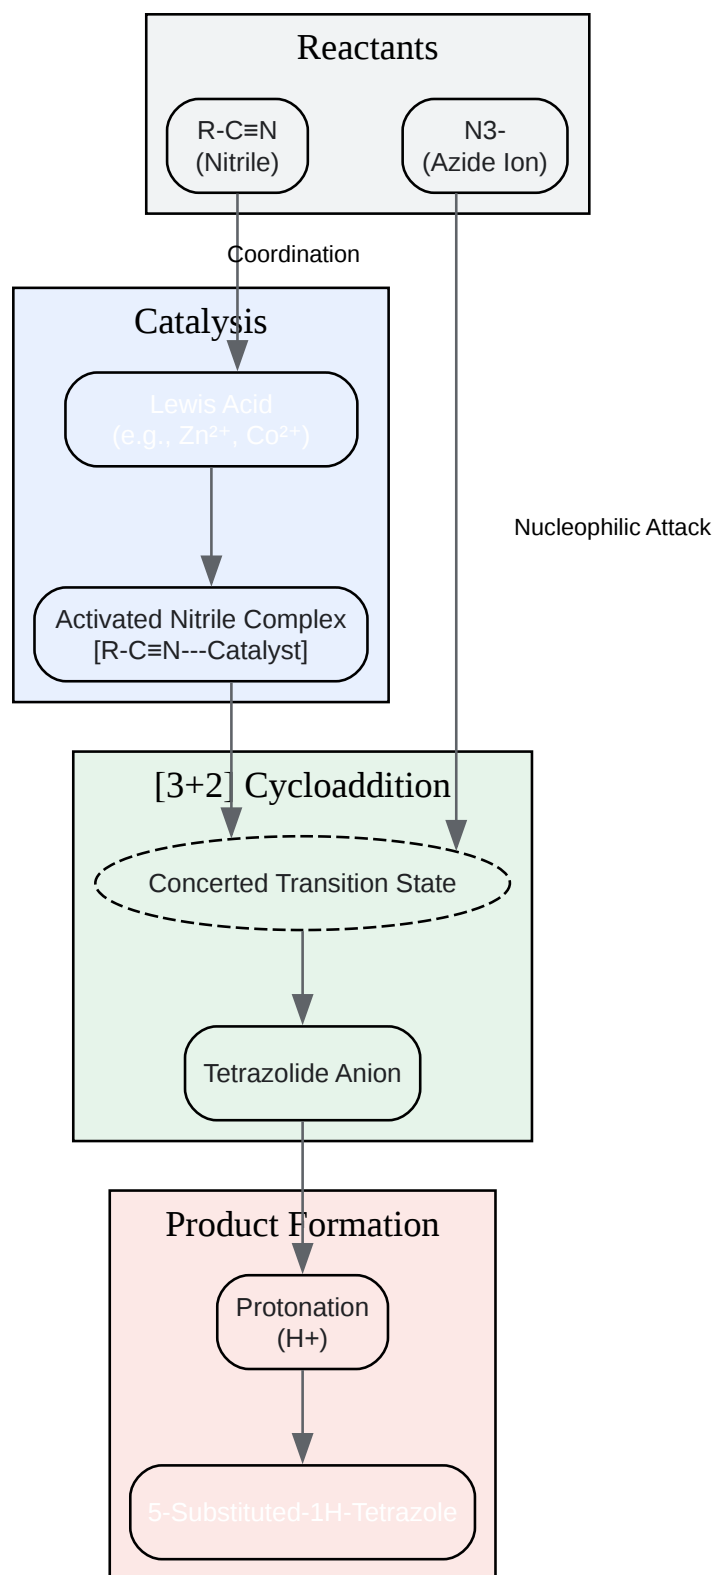 Reactants
R-C≡N
(Nitrile)
N3-
(Azide Ion)
Coordination
Catalysis
Lewis Acid
(e.g., Zn²⁺, Co²⁺)
Nucleophilic Attack
Activated Nitrile Complex
[R-C≡N---Catalyst]
[3+2] Cycloaddition
Concerted Transition State
Tetrazolide Anion
Product Formation
Protonation
(H+)
5-Substituted-1H-Tetrazole